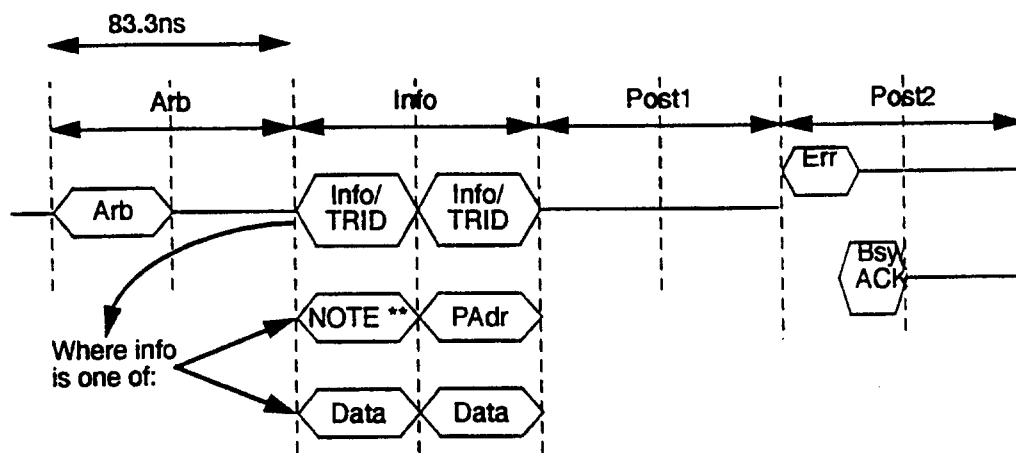 83.3ns
Arb Info Post1 Post2
Err
Arb Info/ Info/
TRID TRID
Bsy/
ACK
NOTE ** PAdr
Where info
is one of:
Data Data